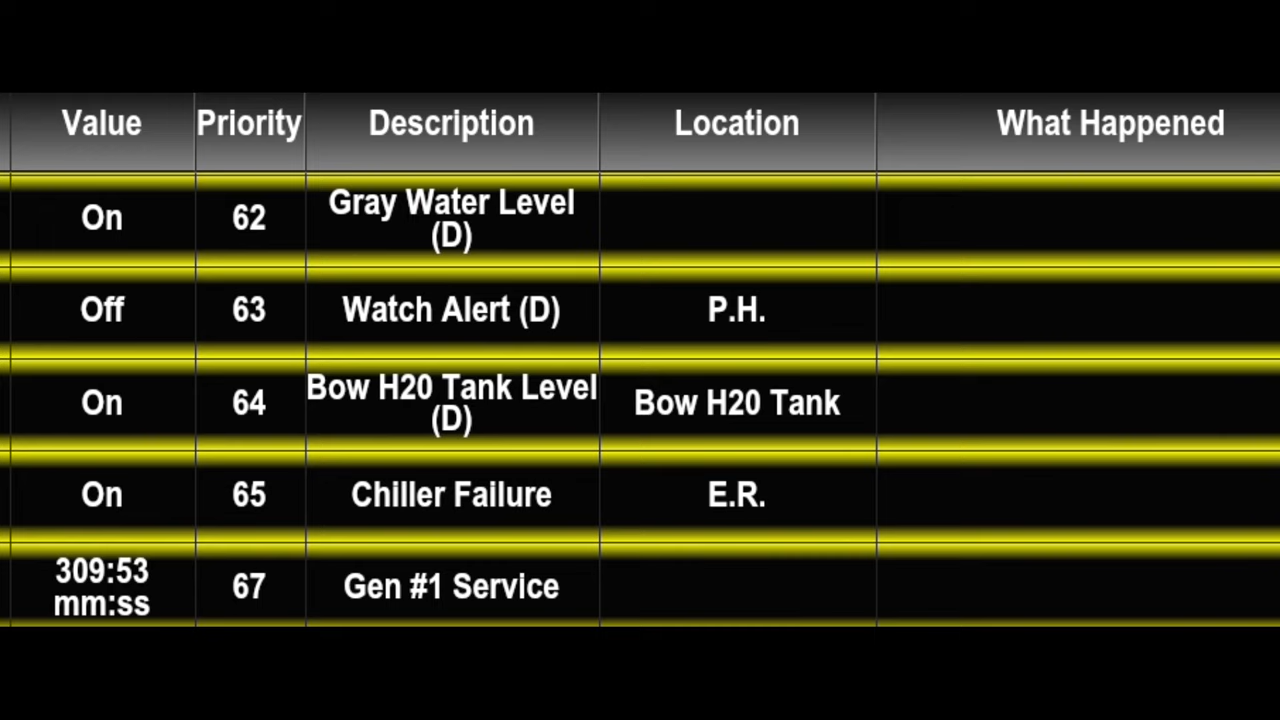 Value Priority Description Location What Happened
On 62 Gray Water Level
(D)
Off 63 Watch Alert (D) P.H.
On 64 Bow H20 Tank Level
(D) Bow H20 Tank
On 65 Chiller Failure E.R.
309:53
mm:ss 67 Gen #1 Service